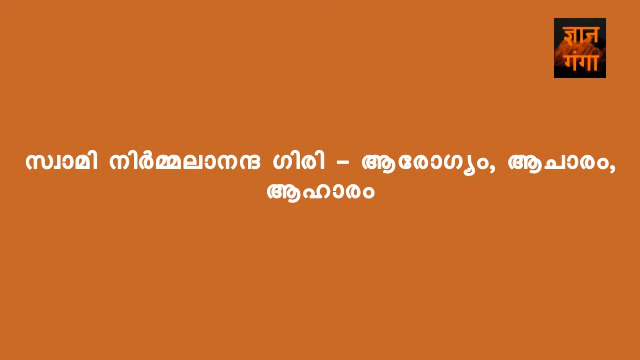 ज्ञान
गंगा
സ്വാമി നിർമ്മലാനന്ദ ഗിരി – ആരോഗ്യം, ആചാരം,
ആഹാരം